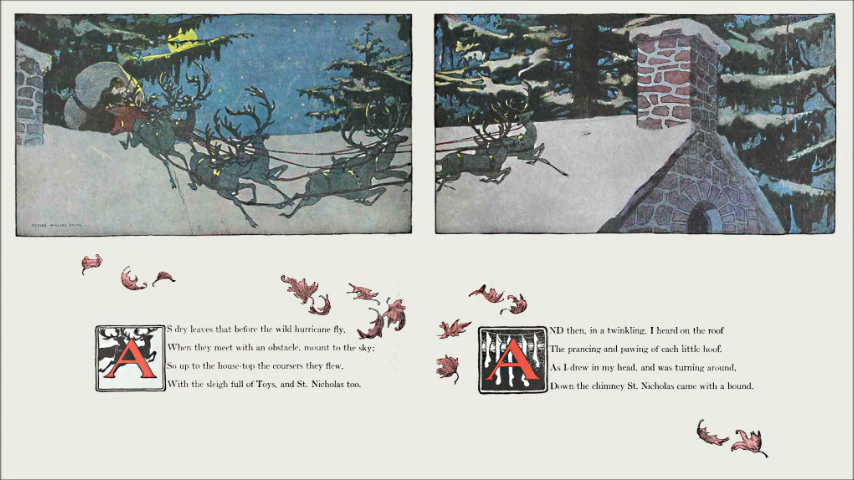 JESSIE WILLCOX SMITH
AS dry leaves that before the wild hurricane fly,
When they meet with an obstacle, mount to the sky;
So up to the house-top the coursers they flew,
With the sleigh full of Toys, and St. Nicholas too.
AND then, in a twinkling, I heard on the roof
The prancing and pawing of each little hoof.
As I drew in my head, and was turning around,
Down the chimney St. Nicholas came with a bound.